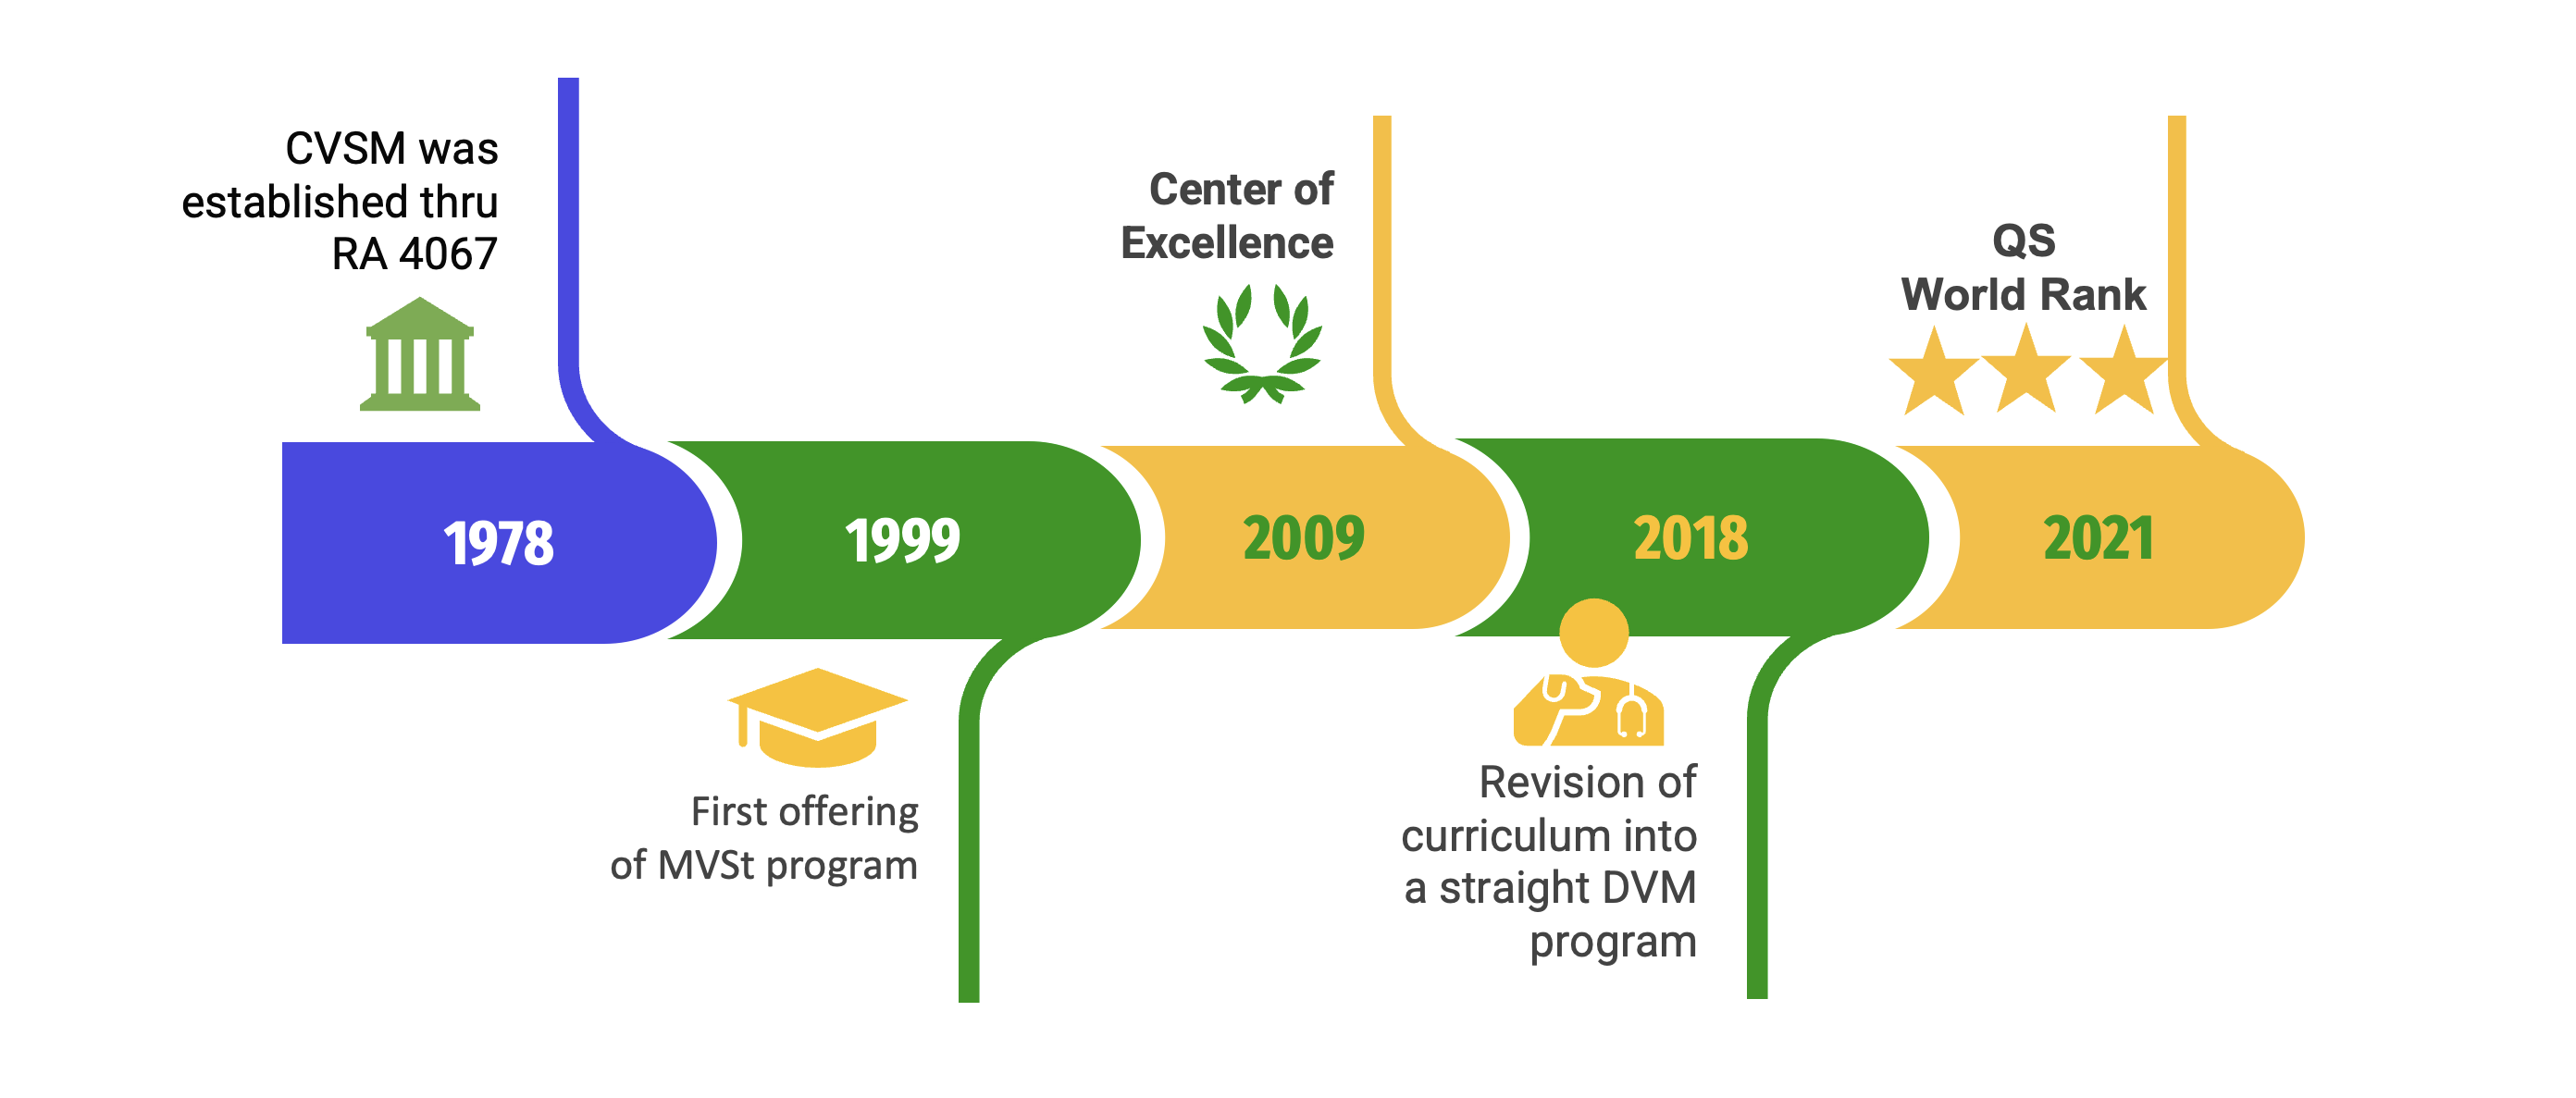 CVSM was
established thru
RA 4067
1978
1999
First offering
of MVSt program
Center of
Excellence
2009
2018
Revision of
curriculum into
a straight DVM
program
QS
World Rank
2021